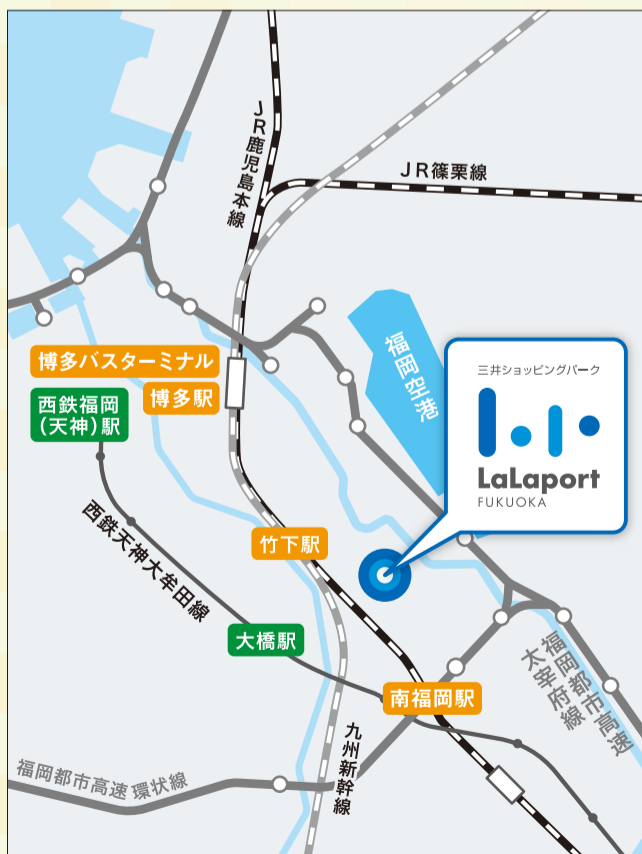 JR鹿児島本線
JR篠栗線
福岡空港
三井ショッピングパーク
LaLaport
FUKUOKA
博多バスターミナル
博多駅
西鉄福岡
(天神)駅
西鉄天神大牟田線
竹下駅
大橋駅
南福岡駅
福岡都市高速
太宰府線
九州新幹線
福岡都市高速 環状線